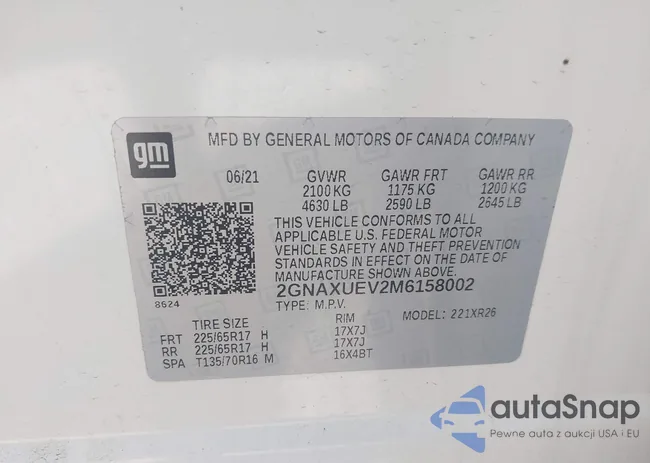 gm
MFD BY GENERAL MOTORS OF CANADA COMPANY
06/21 GVWR GAWR FRT GAWR RR
2100 KG 1175 KG 1200 KG
4630 LB 2590 LB 2645 LB
THIS VEHICLE CONFORMS TO ALL
APPLICABLE U.S. FEDERAL MOTOR
VEHICLE SAFETY AND THEFT PREVENTION
STANDARDS IN EFFECT ON THE DATE OF
MANUFACTURE SHOWN ABOVE.
8624
2GNAXUEV2M6158002
TYPE: M.P.V. MODEL: 221XR26
TIRE SIZE RIM
FRT 225/65R17 H 17X7J
RR 225/65R17 H 17X7J
SPA T135/70R16 M 16X4BT
autaSnap
Pewne auta z aukcji USA i EU